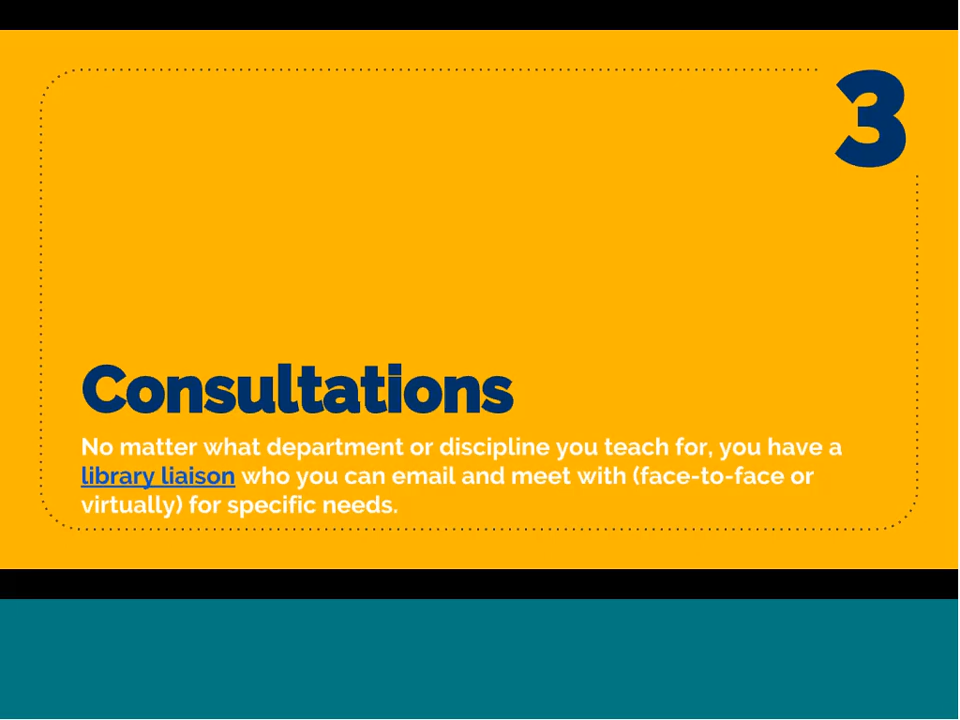 3
Consultations
No matter what department or discipline you teach for, you have a
library liaison who you can email and meet with (face-to-face or
virtually) for specific needs.